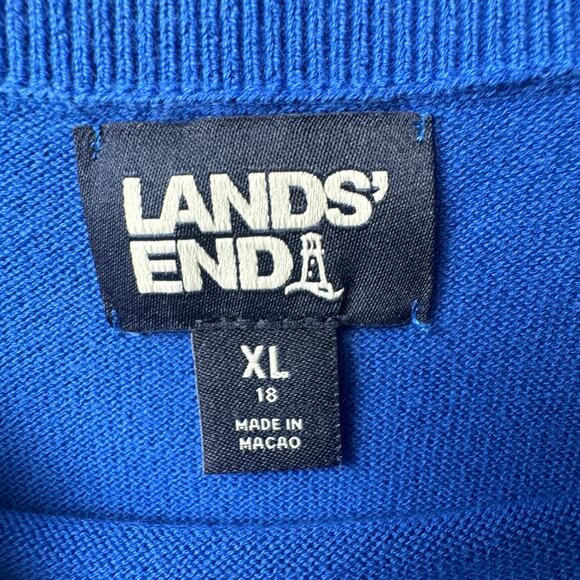 LANDS'
END
XL
18
MADE IN
MACAO